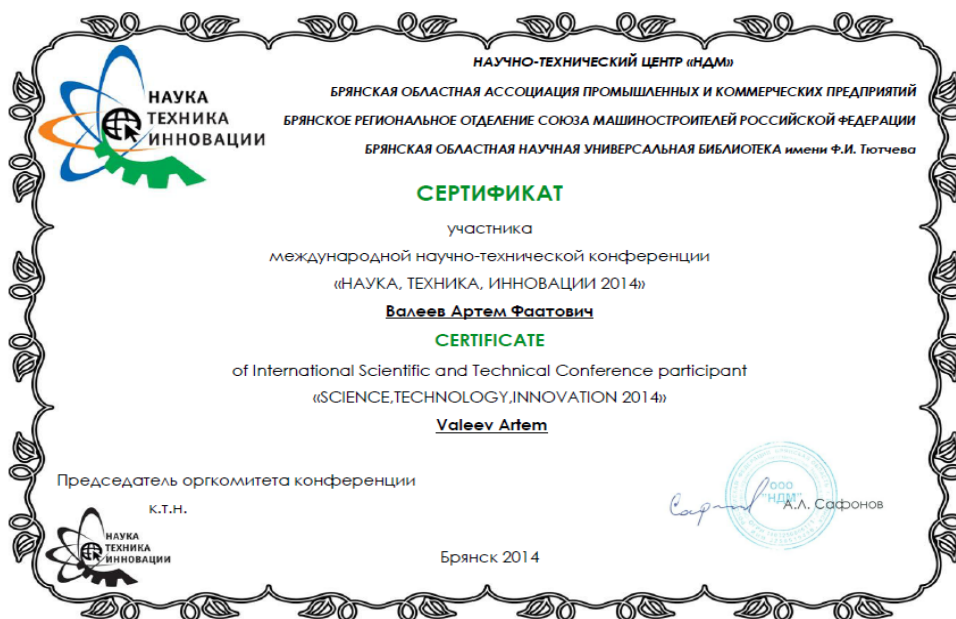 НАУКА
ТЕХНИКА
ИННОВАЦИИ
НАУЧНО-ТЕХНИЧЕСКИЙ ЦЕНТР «НДМ»
БРЯНСКАЯ ОБЛАСТНАЯ АССОЦИАЦИЯ ПРОМЫШЛЕННЫХ И КОММЕРЧЕСКИХ ПРЕДПРИЯТИЙ
БРЯНСКОЕ РЕГИОНАЛЬНОЕ ОТДЕЛЕНИЕ СОЮЗА МАШИНОСТРОИТЕЛЕЙ РОССИЙСКОЙ ФЕДЕРАЦИИ
БРЯНСКАЯ ОБЛАСТНАЯ НАУЧНАЯ УНИВЕРСАЛЬНАЯ БИБЛИОТЕКА имени Ф.И. Тютчева
СЕРТИФИКАТ
участника
международной научно-технической конференции
«НАУКА, ТЕХНИКА, ИННОВАЦИИ 2014»
Валеев Артем Фаатович
CERTIFICATE
of International Scientific and Technical Conference participant
«SCIENCE,TECHNOLOGY,INNOVATION 2014»
Valeev Artem
Председатель оргкомитета конференции
к.т.н.
ООО
"НДМ"
А.Л. Сафонов
НАУКА
ТЕХНИКА
ИННОВАЦИИ
Брянск 2014